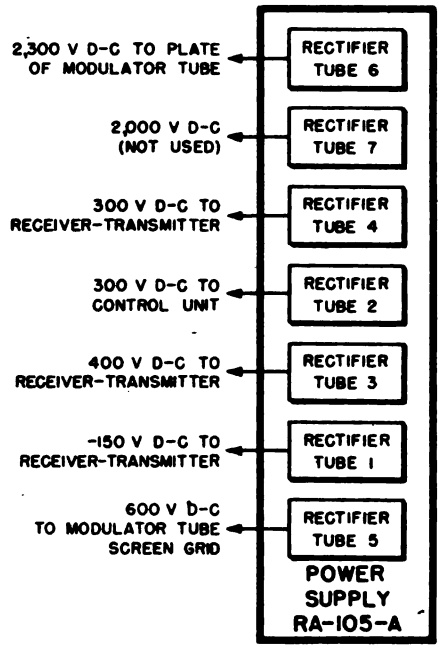 2,300 V D-C TO PLATE
OF MODULATOR TUBE
RECTIFIER
TUBE 6
2,000 V D-C
(NOT USED)
RECTIFIER
TUBE 7
300 V D-C TO
RECEIVER-TRANSMITTER
RECTIFIER
TUBE 4
300 V D-C TO
CONTROL UNIT
RECTIFIER
TUBE 2
400 V D-C TO
RECEIVER-TRANSMITTER
RECTIFIER
TUBE 3
-150 V D-C TO
RECEIVER-TRANSMITTER
RECTIFIER
TUBE 1
600 V D-C
TO MODULATOR TUBE
SCREEN GRID
RECTIFIER
TUBE 5
POWER
SUPPLY
RA-105-A